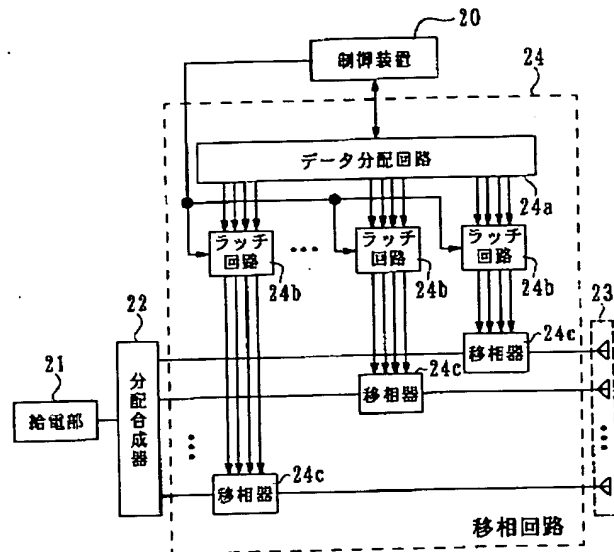 20
制御装置
24
データ分配回路
24a
ラッチ
回路
24b
ラッチ
回路
24b
ラッチ
回路
24b
22
23
21
分配合成器
給電部
移相器
24c
移相器
24c
移相器
24c
移相回路